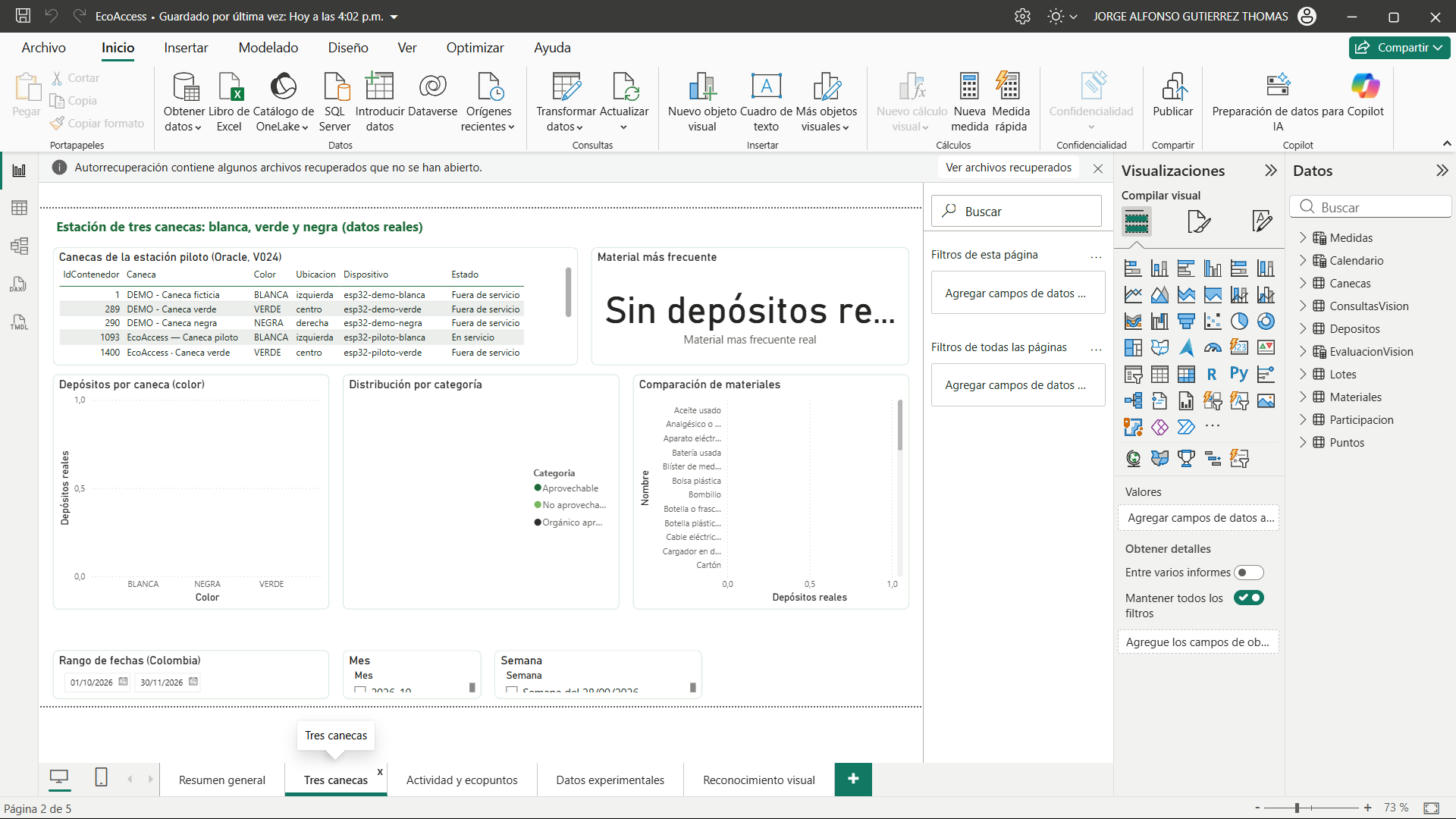 EcoAccess • Guardado por última vez: Hoy a las 4:02 p.m.
JORGE ALFONSO GUTIERREZ THOMAS
Archivo Inicio Insertar Modelado Diseño Ver Optimizar Ayuda Compartir
Pegar Cortar Copia Copiar formato
Portapapeles
Obtener datos Libro de Excel Catálogo de OneLake SQL Server Introducir datos Dataverse Orígenes recientes
Datos
Transformar datos Actualizar
Consultas
Nuevo objeto visual Cuadro de texto Más objetos visuales
Insertar
Nuevo cálculo visual Nueva medida Medida rápida
Cálculos
Confidencialidad
Confidencialidad
Publicar
Compartir
Preparación de datos para IA Copilot
Copilot
Autorrecuperación contiene algunos archivos recuperados que no se han abierto.
Ver archivos recuperados
DAX
TMDL
Estación de tres canecas: blanca, verde y negra (datos reales)
Canecas de la estación piloto (Oracle, V024)
IdContenedor Caneca Color Ubicacion Dispositivo Estado
1 DEMO - Caneca ficticia BLANCA izquierda esp32-demo-blanca Fuera de servicio
289 DEMO - Caneca verde VERDE centro esp32-demo-verde Fuera de servicio
290 DEMO - Caneca negra NEGRA derecha esp32-demo-negra Fuera de servicio
1093 EcoAccess — Caneca piloto BLANCA izquierda esp32-piloto-blanca En servicio
1400 EcoAccess - Caneca verde VERDE centro esp32-piloto-verde Fuera de servicio
Material más frecuente
Sin depósitos re...
Material mas frecuente real
Depósitos por caneca (color)
Depósitos reales
1,0
0,5
0,0
BLANCA NEGRA VERDE
Color
Distribución por categoría
Categoria
Aprovechable
No aprovecha...
Orgánico apr...
Comparación de materiales
Nombre
Aceite usado
Analgésico o ...
Aparato eléctr...
Batería usada
Blíster de med...
Bolsa plástica
Bombillo
Botella o frasc...
Botella plástic...
Cable eléctric...
Cargador en d...
Cartón
0,0 0,5 1,0
Depósitos reales
Rango de fechas (Colombia)
01/10/2026 30/11/2026
Mes
Mes
2026-10
Semana
Semana
Semana del 28/09/2026
Tres canecas
Resumen general Tres canecas x Actividad y ecopuntos Datos experimentales Reconocimiento visual +
Página 2 de 5
- + 73 %
Buscar
Filtros de esta página ...
Agregar campos de datos ...
Filtros de todas las páginas ...
Agregar campos de datos ...
Visualizaciones
Compilar visual
123
R Py
...
Valores
Agregar campos de datos a...
Obtener detalles
Entre varios informes
Mantener todos los filtros
Agregue los campos de ob...
Datos
Buscar
Medidas
Calendario
Canecas
ConsultasVision
Depositos
EvaluacionVision
Lotes
Materiales
Participacion
Puntos